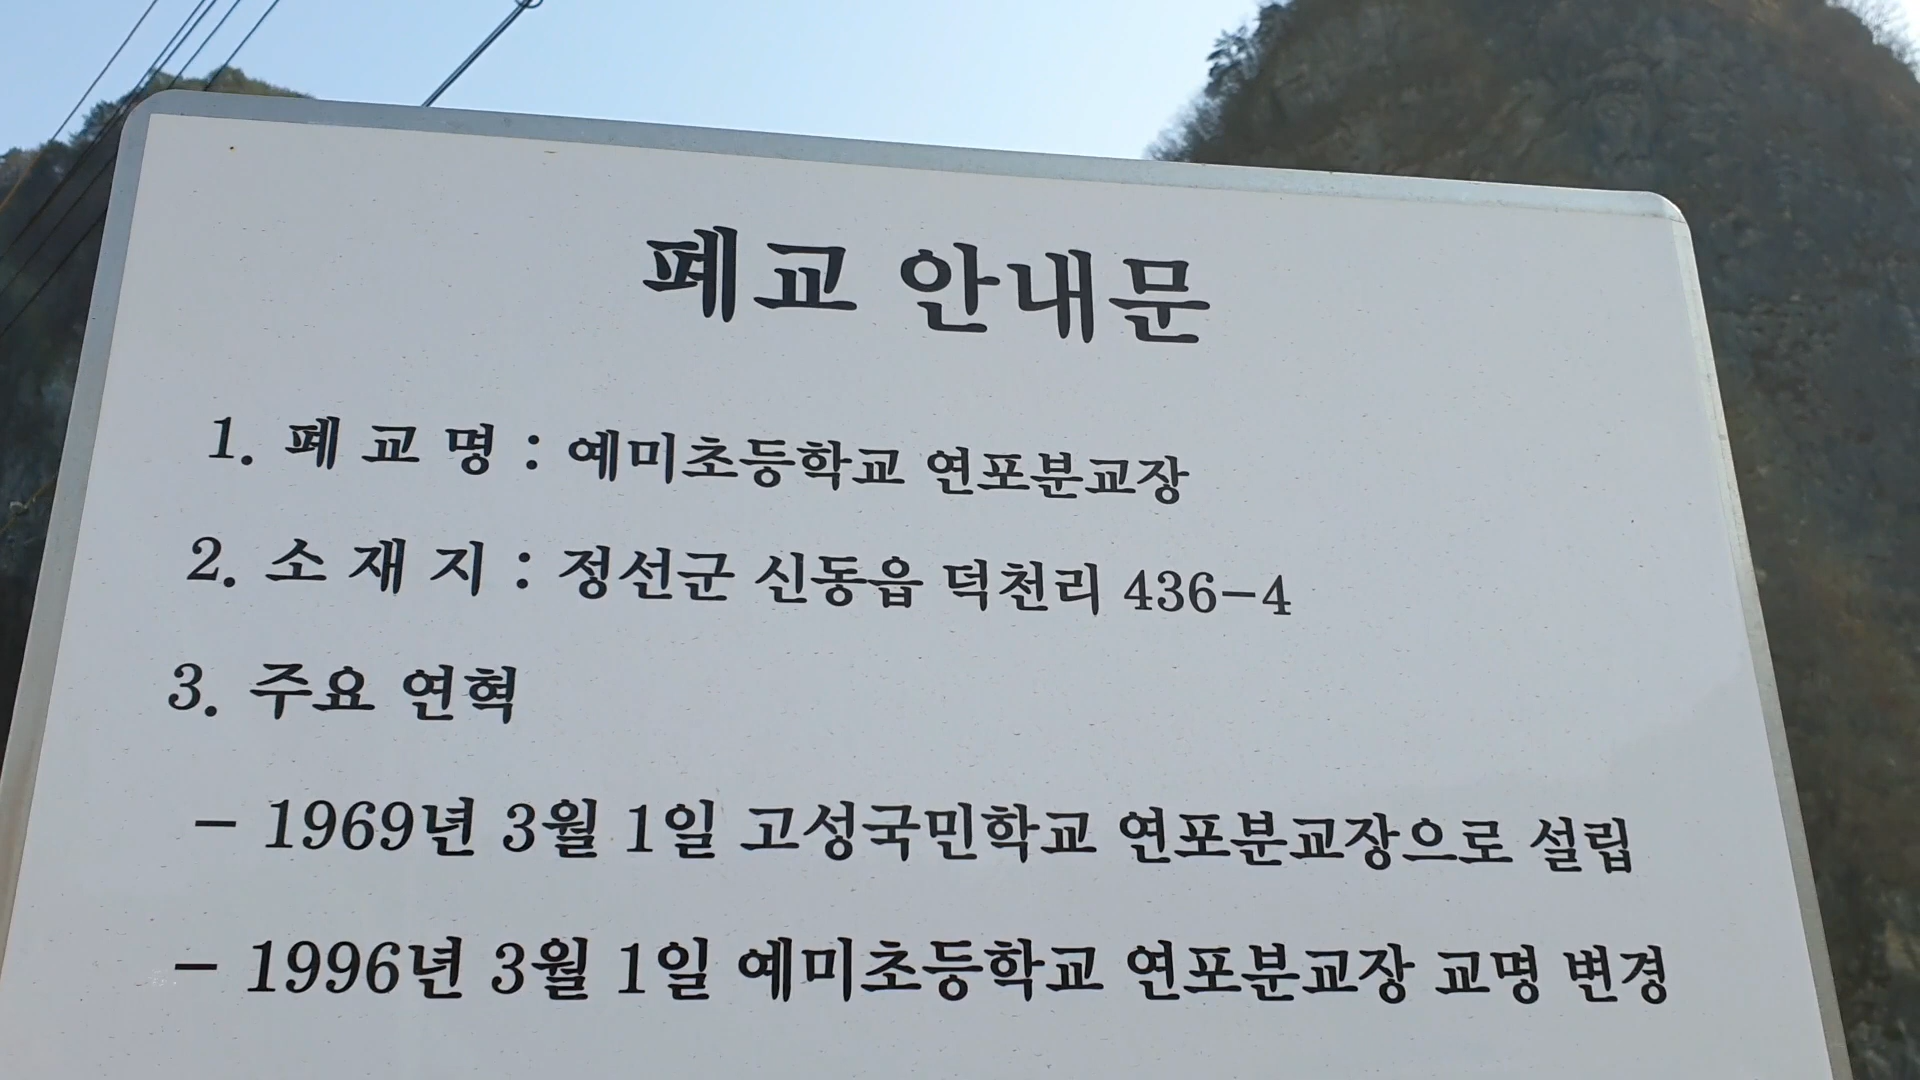 폐교 안내문
1. 폐 교 명 : 예미초등학교 연포분교장
2. 소 재 지 : 정선군 신동읍 덕천리 436-4
3. 주요 연혁
- 1969년 3월 1일 고성국민학교 연포분교장으로 설립
- 1996년 3월 1일 예미초등학교 연포분교장 교명 변경